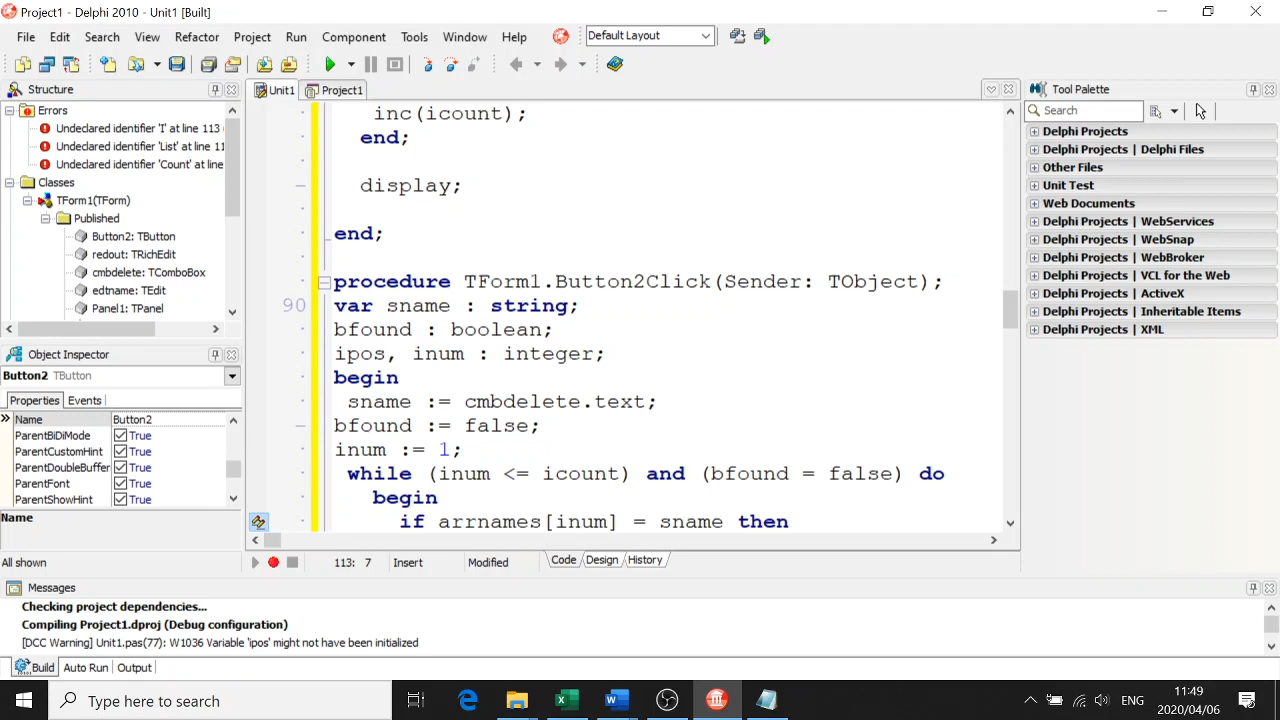 Project1 - Delphi 2010 - Unit1 [Built]
File Edit Search View Refactor Project Run Component Tools Window Help Default Layout
Structure
Errors
Undeclared identifier 'I' at line 113
Undeclared identifier 'List' at line 11
Undeclared identifier 'Count' at line
Classes
TForm1(TForm)
Published
Button2: TButton
redout: TRichEdit
cmbdelete: TComboBox
edtname: TEdit
Panel1: TPanel
Object Inspector
Button2 TButton
Properties Events
Name Button2
ParentBiDiMode True
ParentCustomHint True
ParentDoubleBuffer True
ParentFont True
ParentShowHint True
Name
All shown
Unit1 Project1
inc(icount);
end;
display;
end;
procedure TForm1.Button2Click(Sender: TObject);
90 var sname : string;
bfound : boolean;
ipos, inum : integer;
begin
sname := cmbdelete.text;
bfound := false;
inum := 1;
while (inum <= icount) and (bfound = false) do
begin
if arrnames[inum] = sname then
113: 7 Insert Modified Code Design History
Tool Palette
Search
Delphi Projects
Delphi Projects | Delphi Files
Other Files
Unit Test
Web Documents
Delphi Projects | WebServices
Delphi Projects | WebSnap
Delphi Projects | WebBroker
Delphi Projects | VCL for the Web
Delphi Projects | ActiveX
Delphi Projects | Inheritable Items
Delphi Projects | XML
Messages
Checking project dependencies...
Compiling Project1.dproj (Debug configuration)
[DCC Warning] Unit1.pas(77): W1036 Variable 'ipos' might not have been initialized
Build Auto Run Output
Type here to search
ENG
11:49
2020/04/06